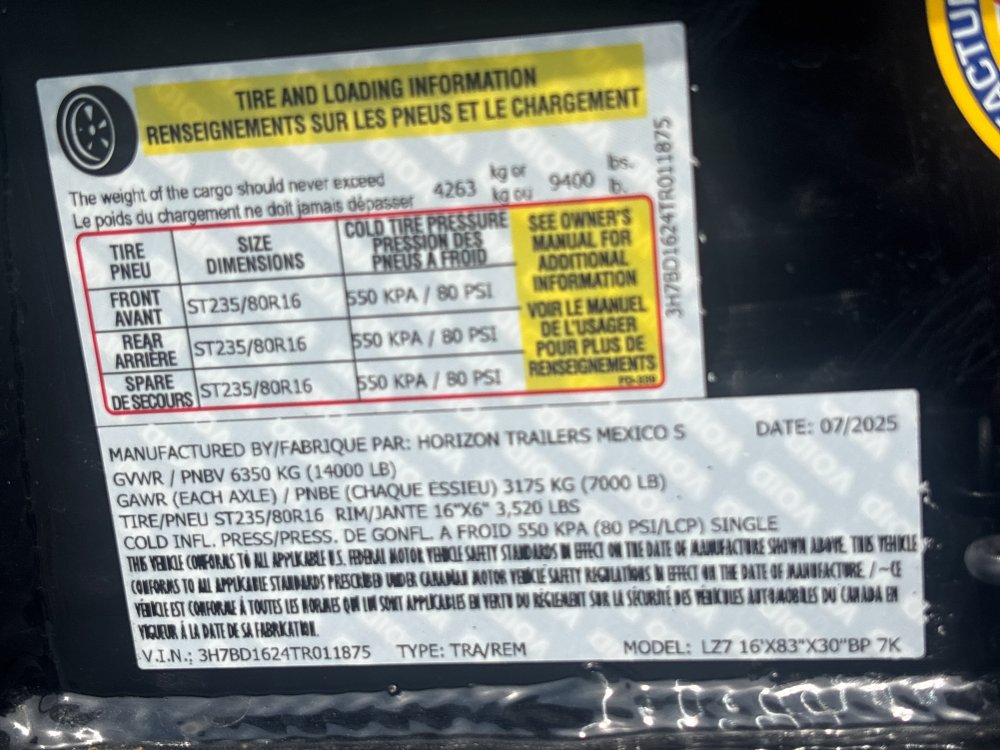 TIRE AND LOADING INFORMATION
RENSEIGNEMENTS SUR LES PNEUS ET LE CHARGEMENT
The weight of the cargo should never exceed 4263 kg or 9400 lbs.
Le poids du chargement ne doit jamais dépasser kg ou lb.
TIRE PNEU
SIZE DIMENSIONS
COLD TIRE PRESSURE PRESSION DES PNEUS A FROID
FRONT AVANT ST235/80R16 550 KPA / 80 PSI
REAR ARRIÈRE ST235/80R16 550 KPA / 80 PSI
SPARE DE SECOURS ST235/80R16 550 KPA / 80 PSI
SEE OWNER'S
MANUAL FOR
ADDITIONAL
INFORMATION
VOIR LE MANUEL
DE L'USAGER
POUR PLUS DE
RENSEIGNEMENTS
3H7BD1624TR011875
MANUFACTURED BY/FABRIQUE PAR: HORIZON TRAILERS MEXICO S DATE: 07/2025
GVWR / PNBV 6350 KG (14000 LB)
GAWR (EACH AXLE) / PNBE (CHAQUE ESSIEU) 3175 KG (7000 LB)
TIRE/PNEU ST235/80R16 RIM/JANTE 16"X6" 3,520 LBS
COLD INFL. PRESS/PRESS. DE GONFL. A FROID 550 KPA (80 PSI/LCP) SINGLE
THIS VEHICLE CONFORMS TO ALL APPLICABLE U.S. FEDERAL MOTOR VEHICLE SAFETY STANDARDS IN EFFECT ON THE DATE OF MANUFACTURE SHOWN ABOVE. THIS VEHICLE
CONFORMS TO ALL APPLICABLE STANDARDS PRESCRIBED UNDER CANADIAN MOTOR VEHICLE SAFETY REGULATIONS IN EFFECT ON THE DATE OF MANUFACTURE. / ~CE
VÉHICLE EST CONFORME À TOUTES LES NORMES QUI LUI SONT APPLICABLES EN VERTU DU RÈGLEMENT SUR LA SÉCURITÉ DES VÉHICULES AUTOMOBILES DU CANADA EN
VIGUEUR À LA DATE DE SA FABRICATION.
V.I.N.: 3H7BD1624TR011875 TYPE: TRA/REM MODEL: LZ7 16'X83"X30"BP 7K